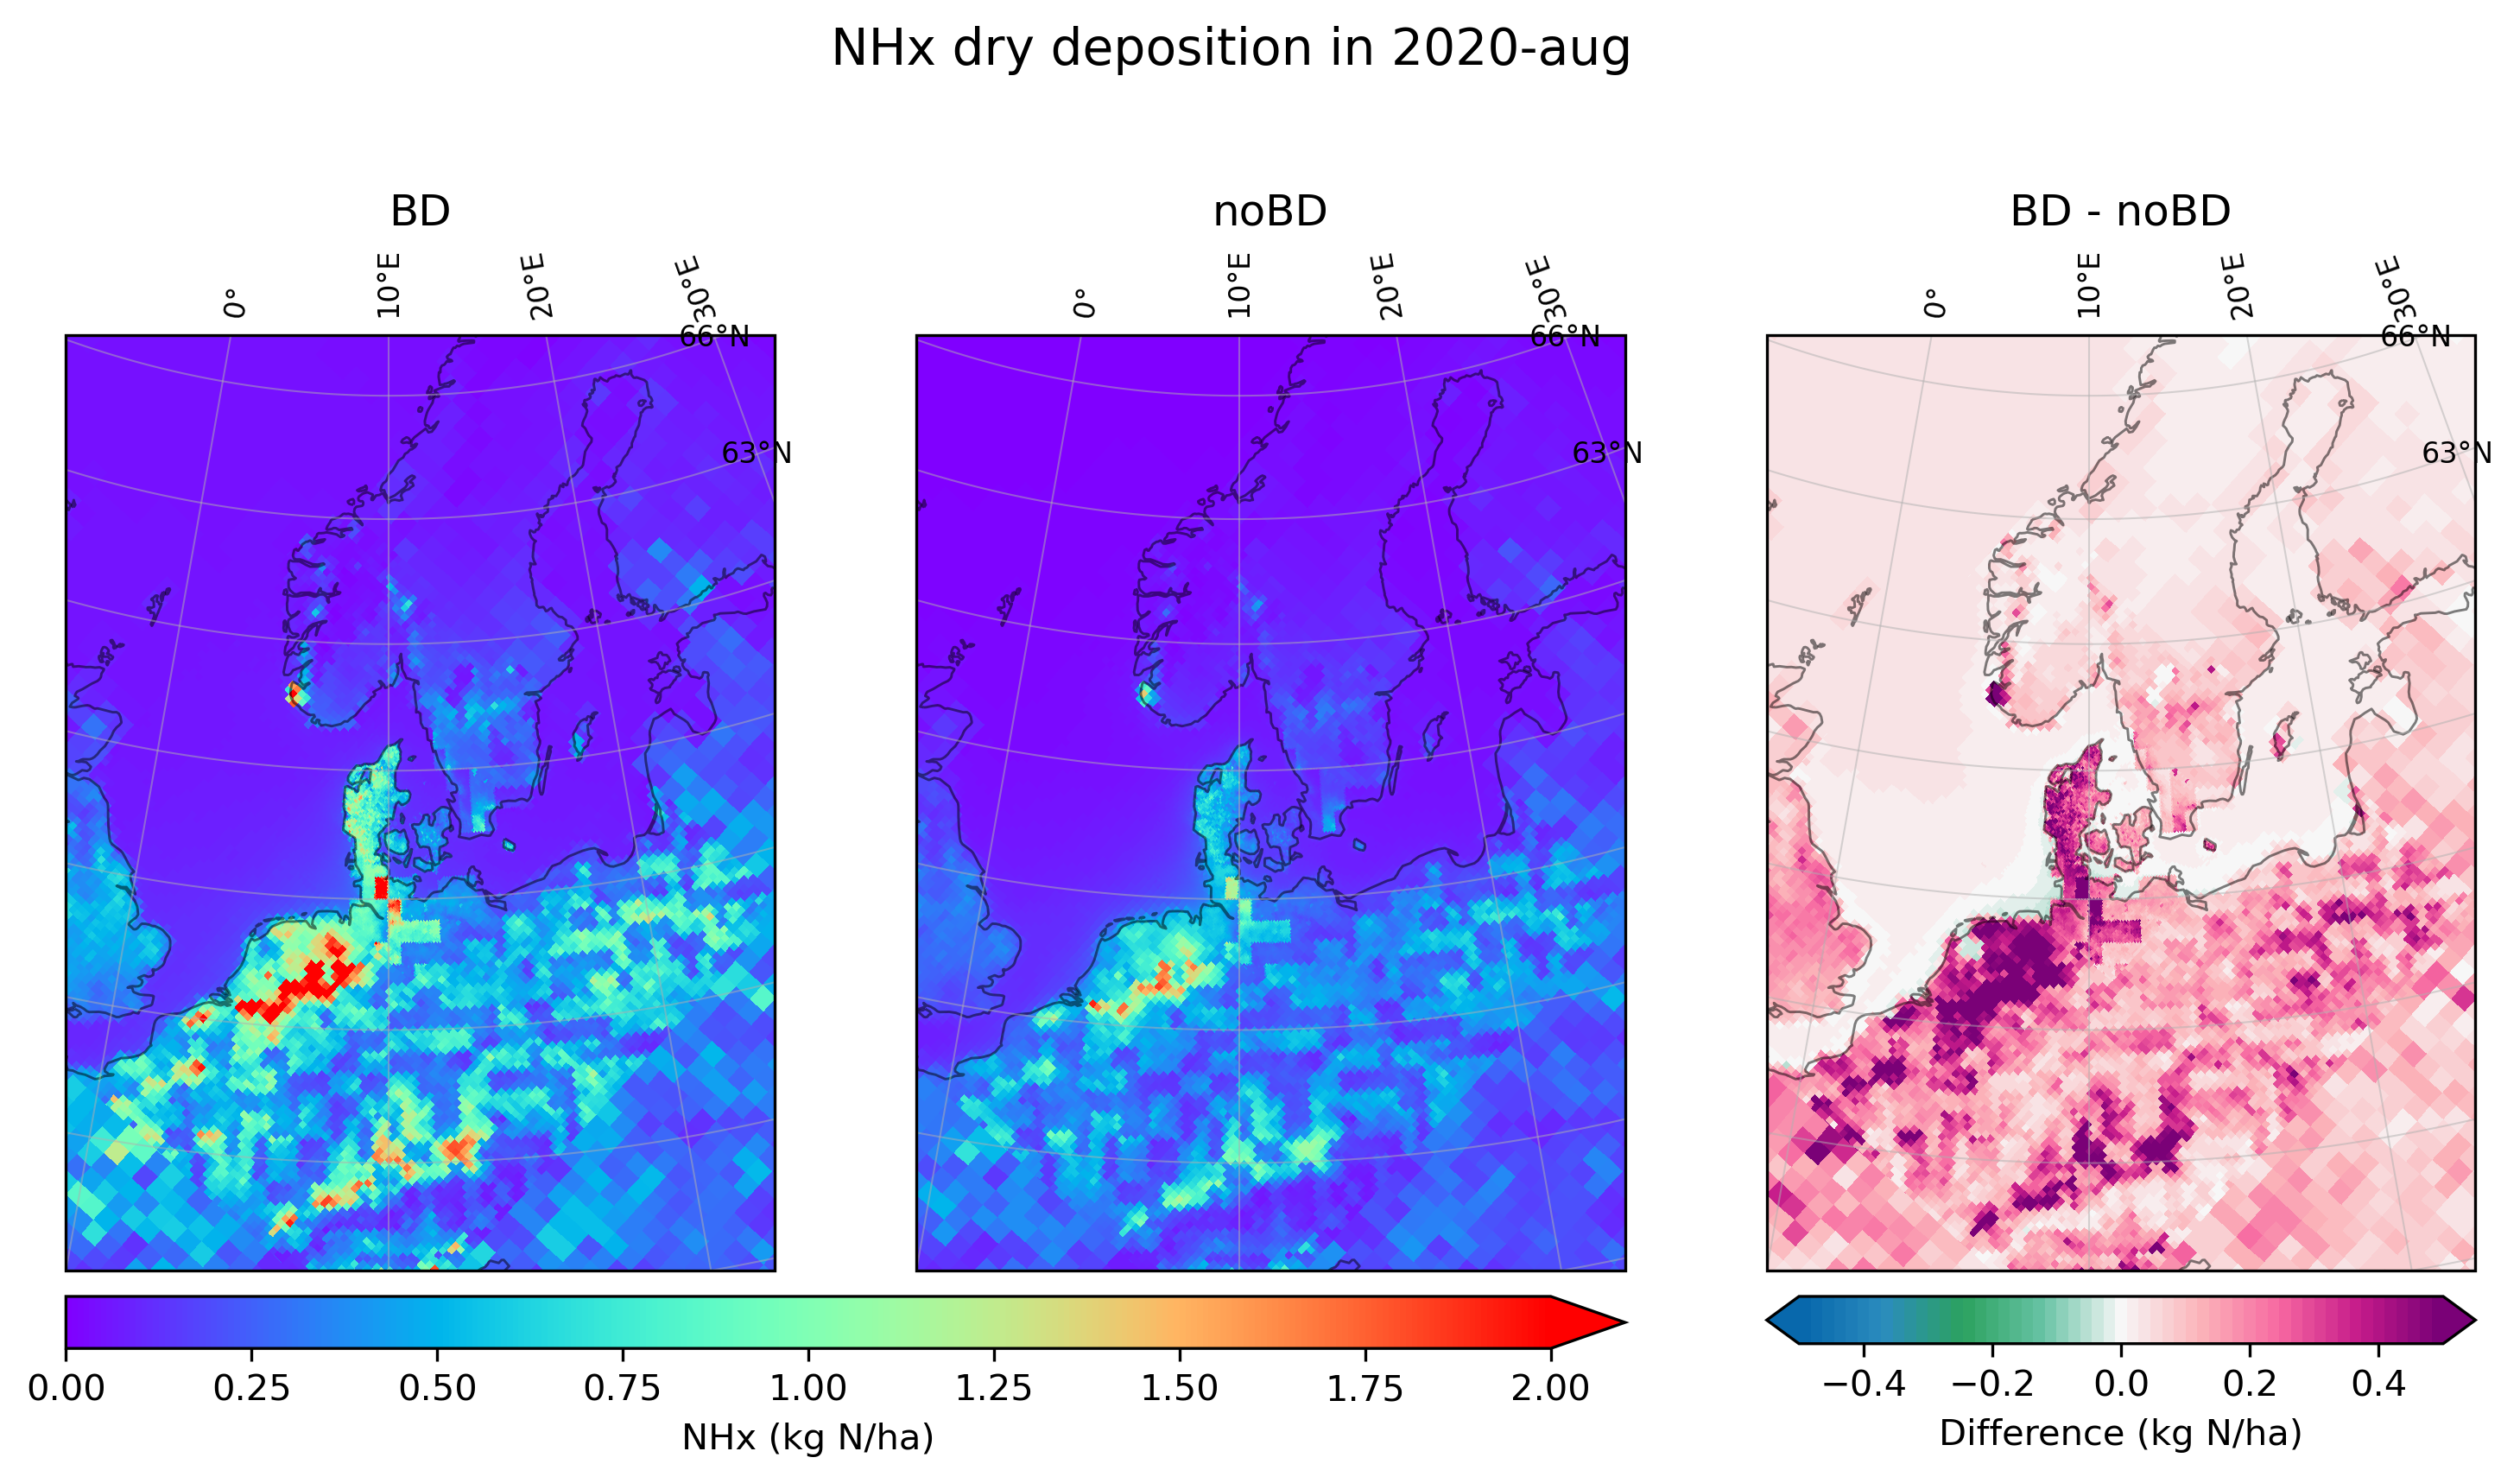 NHx dry deposition in 2020-aug
BD
noBD
BD - noBD
0° 10°E 20°E 30°E
0° 10°E 20°E 30°E
0° 10°E 20°E 30°E
66°N 66°N 66°N
63°N 63°N 63°N
0.00 0.25 0.50 0.75 1.00 1.25 1.50 1.75 2.00
NHx (kg N/ha)
−0.4 −0.2 0.0 0.2 0.4
Difference (kg N/ha)